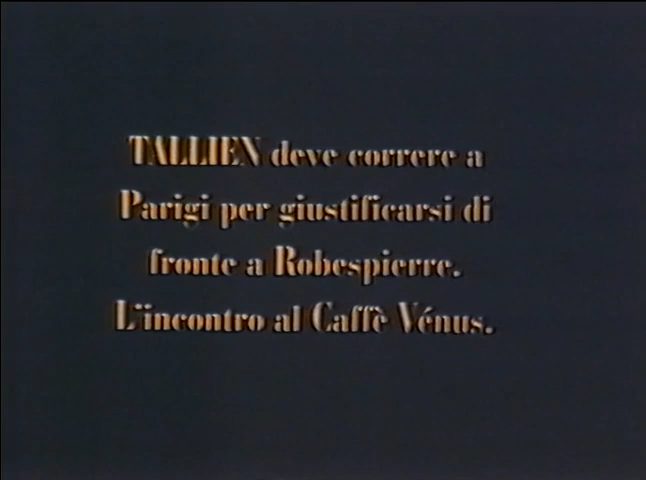 TALLIEN deve correre a
Parigi per giustificarsi di
fronte a Robespierre.
L'incontro al Caffè Vénus.